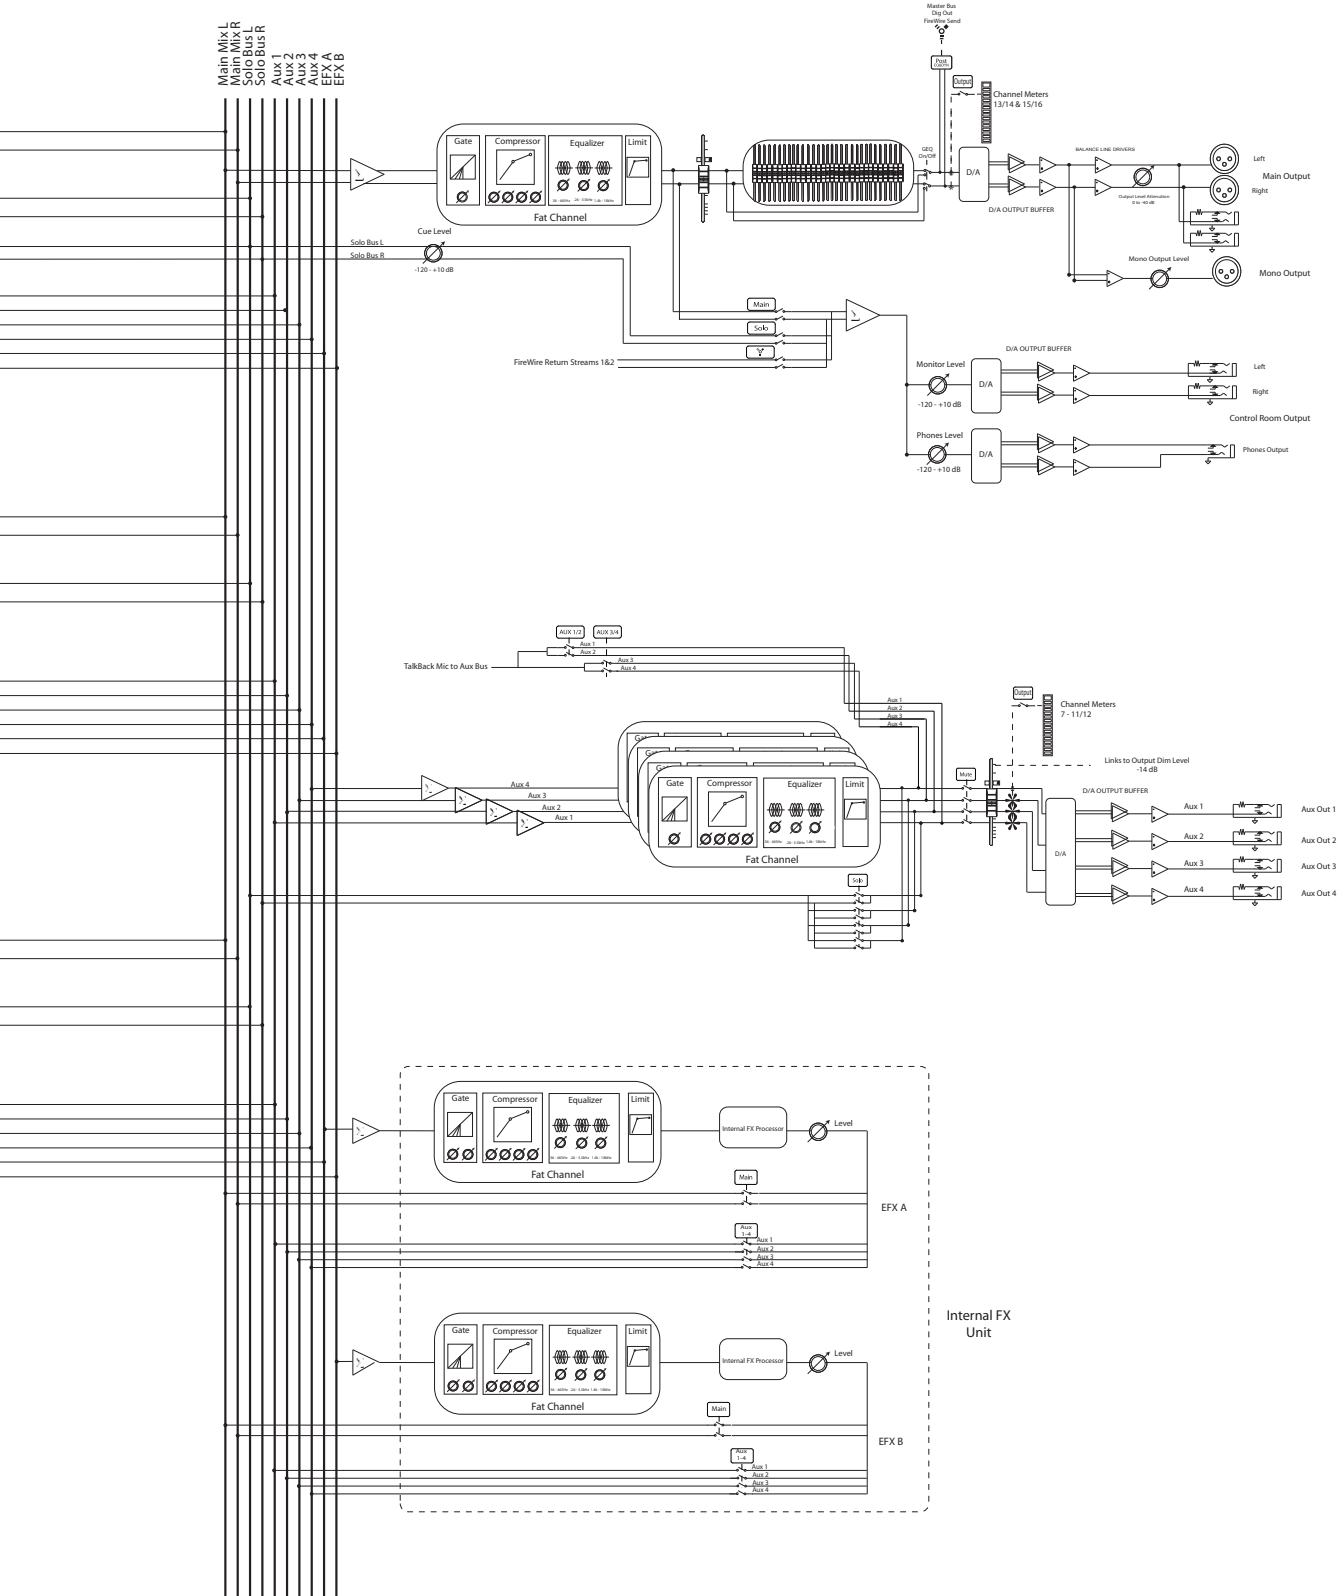 Master Bus
Dig Out
FireWire Send
Post
Output
Channel Meters
13/14 & 15/16
Main Mix L
Main Mix R
Solo Bus L
Solo Bus R
Aux 1
Aux 2
Aux 3
Aux 4
EFX A
EFX B
Gate
Compressor
Equalizer
Limit
Fat Channel
GEQ
On/Off
D/A
D/A OUTPUT BUFFER
BALANCE LINE DRIVERS
Output Level Attenuation
0 to -40 dB
Left
Main Output
Right
Cue Level
Solo Bus L
Solo Bus R
-120 - +10 dB
Mono Output Level
Mono Output
Main
Solo
FireWire Return Streams 1&2
D/A OUTPUT BUFFER
Monitor Level
-120 - +10 dB
D/A
Left
Right
Control Room Output
Phones Level
-120 - +10 dB
D/A
Phones Output
AUX 1/2
AUX 3/4
TalkBack Mic to Aux Bus
Aux 1
Aux 2
Aux 3
Aux 4
Aux 1
Aux 2
Aux 3
Aux 4
Output
Channel Meters
7 - 11/12
Links to Output Dim Level
-14 dB
Mute
Aux 4
Aux 3
Aux 2
Aux 1
Gate
Compressor
Equalizer
Limit
Fat Channel
D/A OUTPUT BUFFER
D/A
Aux 1
Aux Out 1
Aux 2
Aux Out 2
Aux 3
Aux Out 3
Aux 4
Aux Out 4
Solo
Gate
Compressor
Equalizer
Limit
Fat Channel
Internal FX Processor
Level
Main
EFX A
Aux
1-4
Aux 1
Aux 2
Aux 3
Aux 4
Internal FX
Unit
Gate
Compressor
Equalizer
Limit
Fat Channel
Internal FX Processor
Level
Main
EFX B
Aux
1-4
Aux 1
Aux 2
Aux 3
Aux 4